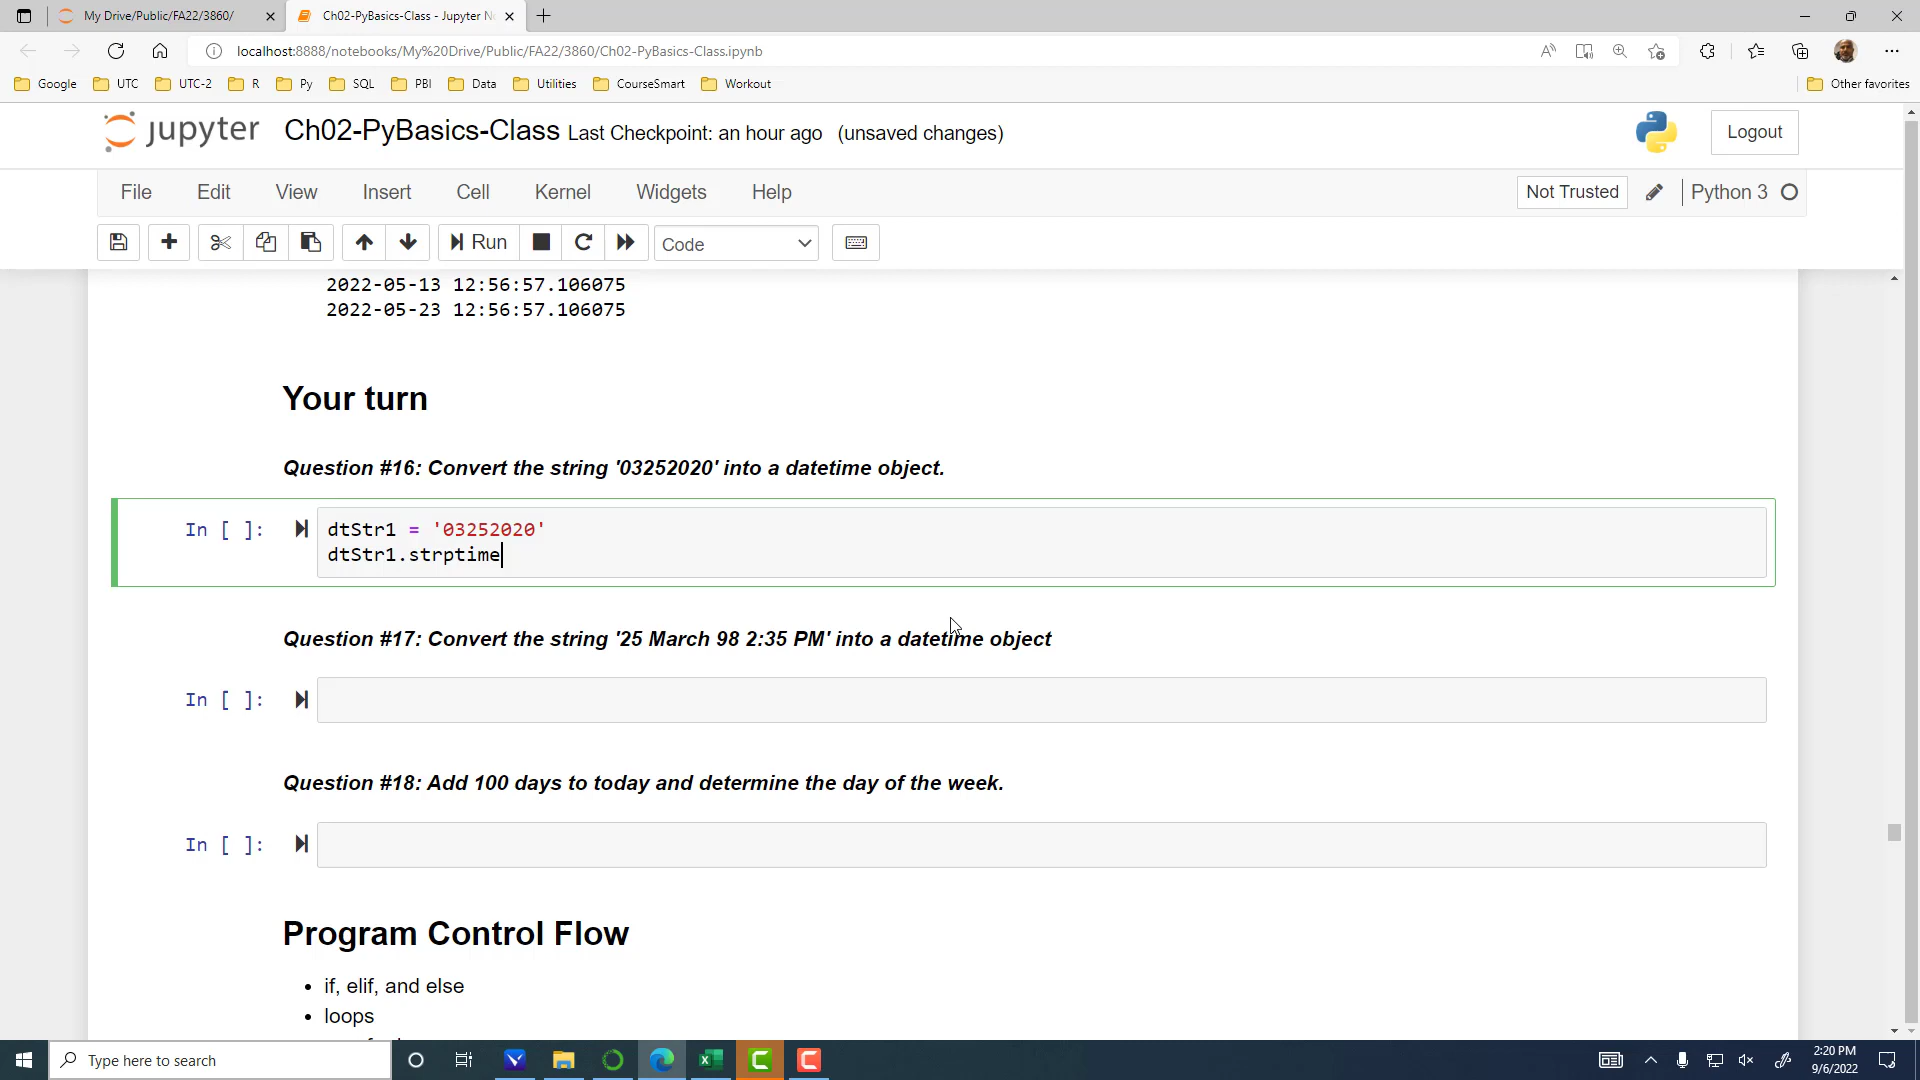 My Drive/Public/FA22/3860/
Ch02-PyBasics-Class - Jupyter N
localhost:8888/notebooks/My%20Drive/Public/FA22/3860/Ch02-PyBasics-Class.ipynb
Google UTC UTC-2 R Py SQL PBI Data Utilities CourseSmart Workout Other favorites
jupyter Ch02-PyBasics-Class Last Checkpoint: an hour ago (unsaved changes) Logout
File Edit View Insert Cell Kernel Widgets Help Not Trusted Python 3
Run Code
2022-05-13 12:56:57.106075
2022-05-23 12:56:57.106075
Your turn
Question #16: Convert the string '03252020' into a datetime object.
In [ ]: dtStr1 = '03252020'
dtStr1.strptime
Question #17: Convert the string '25 March 98 2:35 PM' into a datetime object
In [ ]:
Question #18: Add 100 days to today and determine the day of the week.
In [ ]:
Program Control Flow
• if, elif, and else
• loops
Type here to search
2:20 PM
9/6/2022